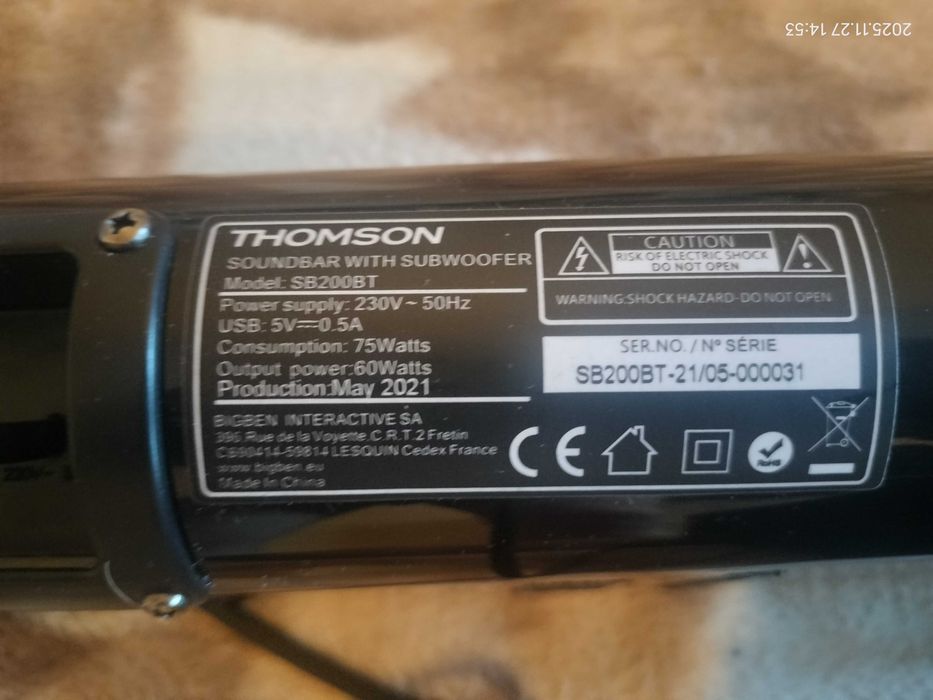 2025.11.27 14:53
THOMSON
SOUNDBAR WITH SUBWOOFER
Model: SB200BT
Power supply: 230V ~ 50Hz
USB: 5V⎓0.5A
Consumption: 75Watts
Output power:60Watts
Production:May 2021
BIGBEN INTERACTIVE SA
396,Rue de la Voyette,C.R.T.2 Fretin
CS90414-59814 LESQUIN Cedex France
www.bigben.eu
Made In China
CAUTION
RISK OF ELECTRIC SHOCK
DO NOT OPEN
WARNING:SHOCK HAZARD-DO NOT OPEN
SER.NO. / Nº SÉRIE
SB200BT-21/05-000031
CE
RoHS